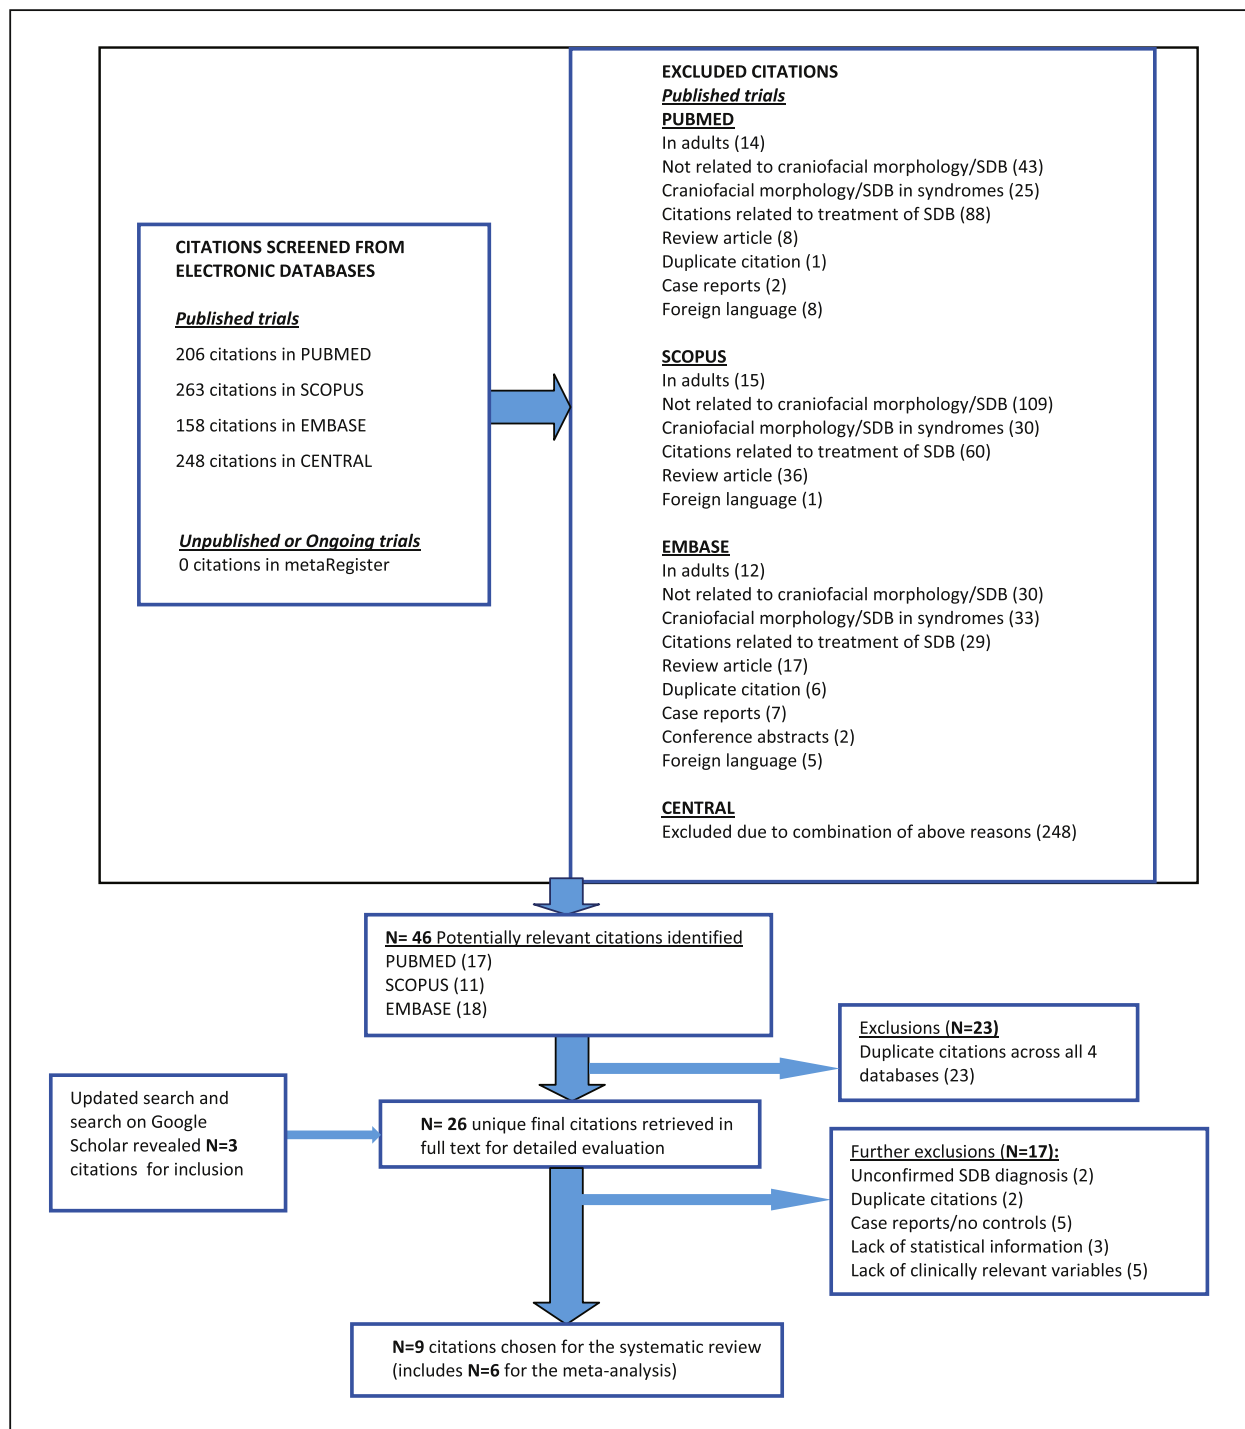 CITATIONS SCREENED FROM
ELECTRONIC DATABASES
Published trials
206 citations in PUBMED
263 citations in SCOPUS
158 citations in EMBASE
248 citations in CENTRAL
Unpublished or Ongoing trials
0 citations in metaRegister
EXCLUDED CITATIONS
Published trials
PUBMED
In adults (14)
Not related to craniofacial morphology/SDB (43)
Craniofacial morphology/SDB in syndromes (25)
Citations related to treatment of SDB (88)
Review article (8)
Duplicate citation (1)
Case reports (2)
Foreign language (8)
SCOPUS
In adults (15)
Not related to craniofacial morphology/SDB (109)
Craniofacial morphology/SDB in syndromes (30)
Citations related to treatment of SDB (60)
Review article (36)
Foreign language (1)
EMBASE
In adults (12)
Not related to craniofacial morphology/SDB (30)
Craniofacial morphology/SDB in syndromes (33)
Citations related to treatment of SDB (29)
Review article (17)
Duplicate citation (6)
Case reports (7)
Conference abstracts (2)
Foreign language (5)
CENTRAL
Excluded due to combination of above reasons (248)
N= 46 Potentially relevant citations identified
PUBMED (17)
SCOPUS (11)
EMBASE (18)
Exclusions (N=23)
Duplicate citations across all 4
databases (23)
Updated search and
search on Google
Scholar revealed N=3
citations for inclusion
N= 26 unique final citations retrieved in
full text for detailed evaluation
Further exclusions (N=17):
Unconfirmed SDB diagnosis (2)
Duplicate citations (2)
Case reports/no controls (5)
Lack of statistical information (3)
Lack of clinically relevant variables (5)
N=9 citations chosen for the systematic review
(includes N=6 for the meta-analysis)